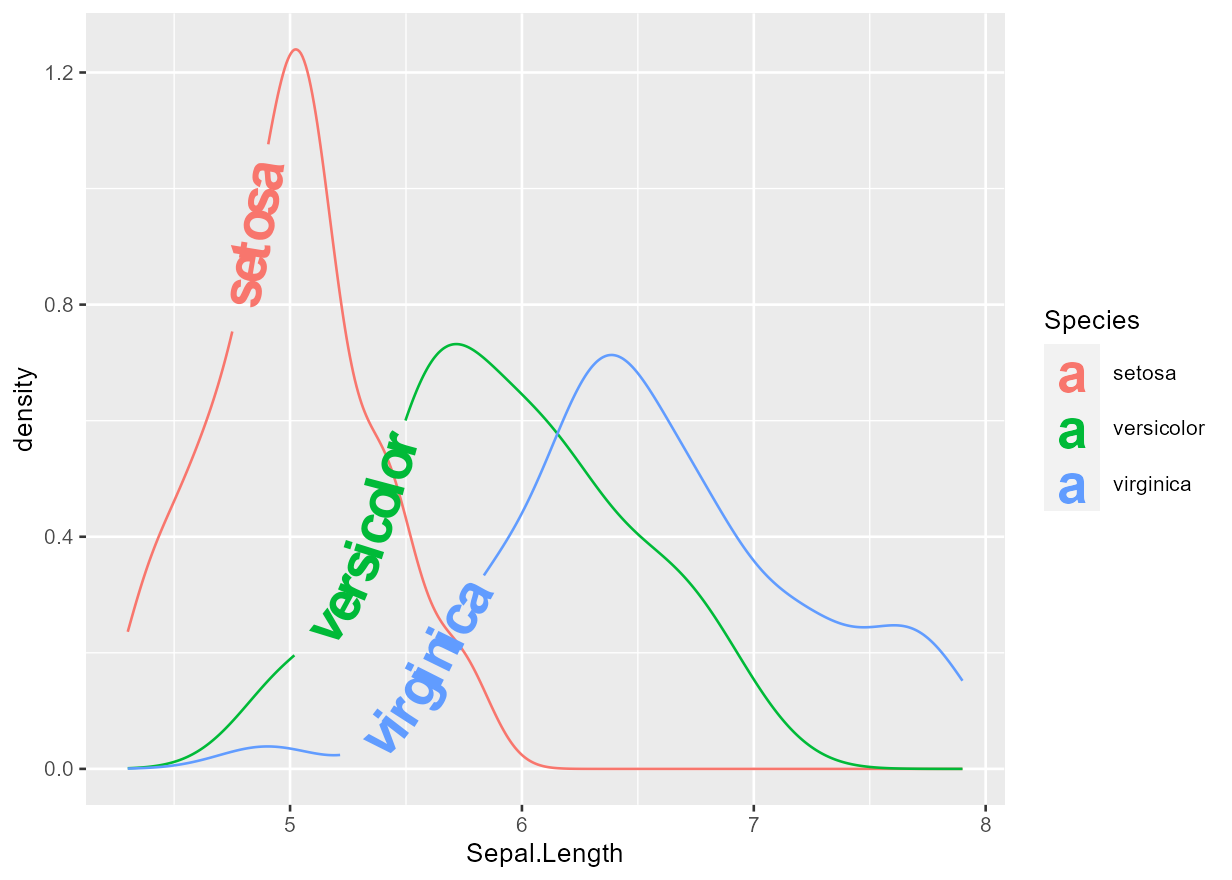 1.2
0.8
0.4
0.0
density
setosa
versicolor
virginica
5
6
7
8
Sepal.Length
Species
a setosa
a versicolor
a virginica